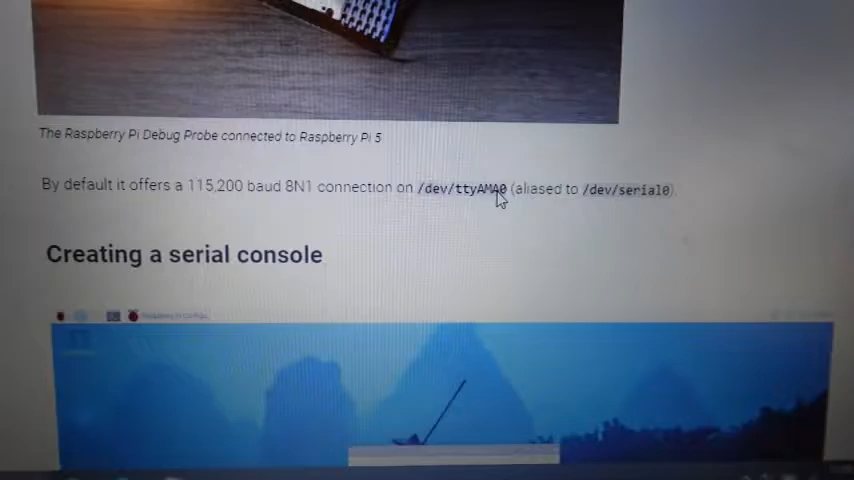 The Raspberry Pi Debug Probe connected to Raspberry Pi 5
By default it offers a 115,200 baud 8N1 connection on /dev/ttyAMA0 (aliased to /dev/serial0).
Creating a serial console